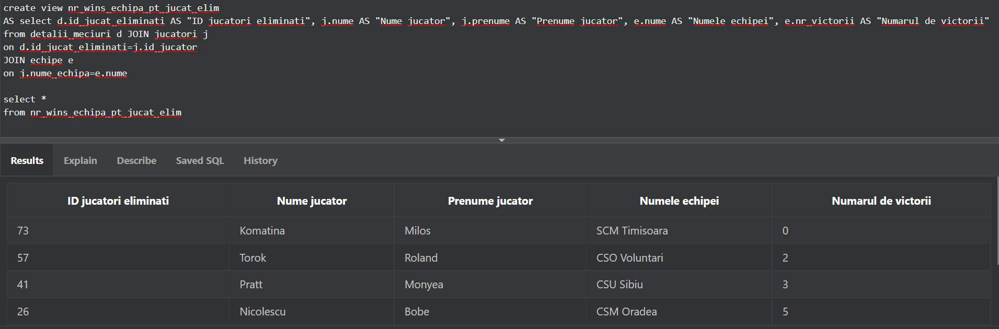 create view nr_wins_echipa_pt_jucat_elim
AS select d.id_jucat_eliminati AS "ID jucatori eliminati", j.nume AS "Nume jucator", j.prenume AS "Prenume jucator", e.nume AS "Numele echipei", e.nr_victorii AS "Numarul de victorii"
from detalii_meciuri d JOIN jucatori j
on d.id_jucat_eliminati=j.id_jucator
JOIN echipe e
on j.nume_echipa=e.nume
select *
from nr_wins_echipa_pt_jucat_elim
Results Explain Describe Saved SQL History
ID jucatori eliminati Nume jucator Prenume jucator Numele echipei Numarul de victorii
73 Komatina Milos SCM Timisoara 0
57 Torok Roland CSO Voluntari 2
41 Pratt Monyea CSU Sibiu 3
26 Nicolescu Bobe CSM Oradea 5